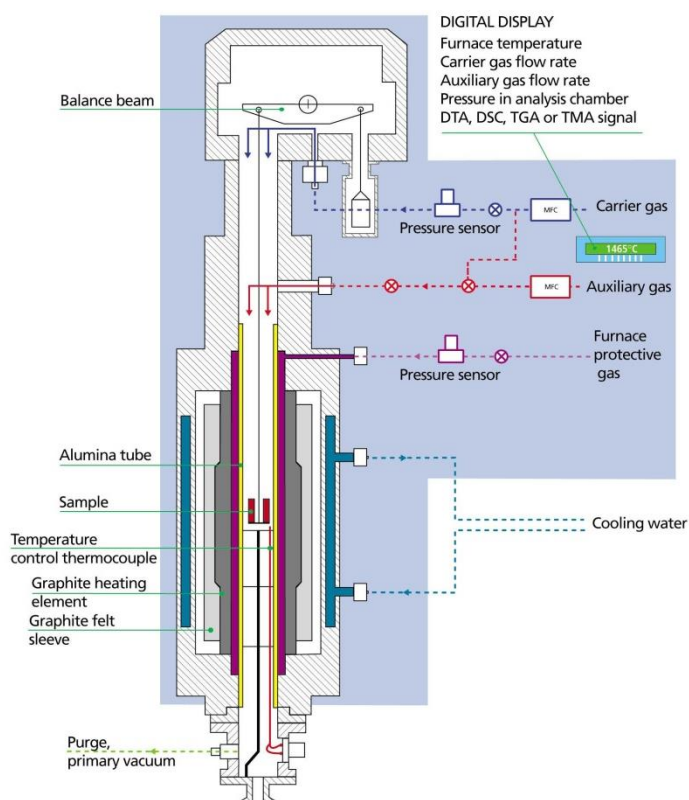 DIGITAL DISPLAY
Furnace temperature
Carrier gas flow rate
Auxiliary gas flow rate
Pressure in analysis chamber
DTA, DSC, TGA or TMA signal
Balance beam
MFC
Carrier gas
Pressure sensor
1465°C
MFC
Auxiliary gas
Furnace
protective
gas
Pressure sensor
Alumina tube
Sample
Cooling water
Temperature
control thermocouple
Graphite heating
element
Graphite felt
sleeve
Purge,
primary vacuum